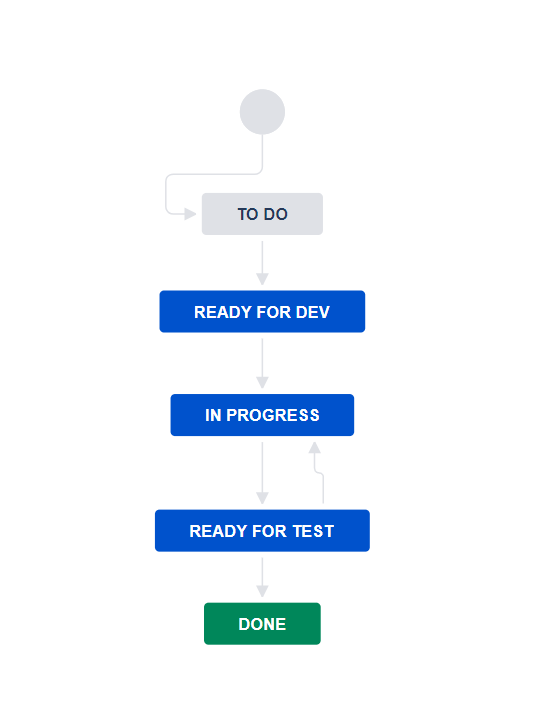 TO DO
READY FOR DEV
IN PROGRESS
READY FOR TEST
DONE